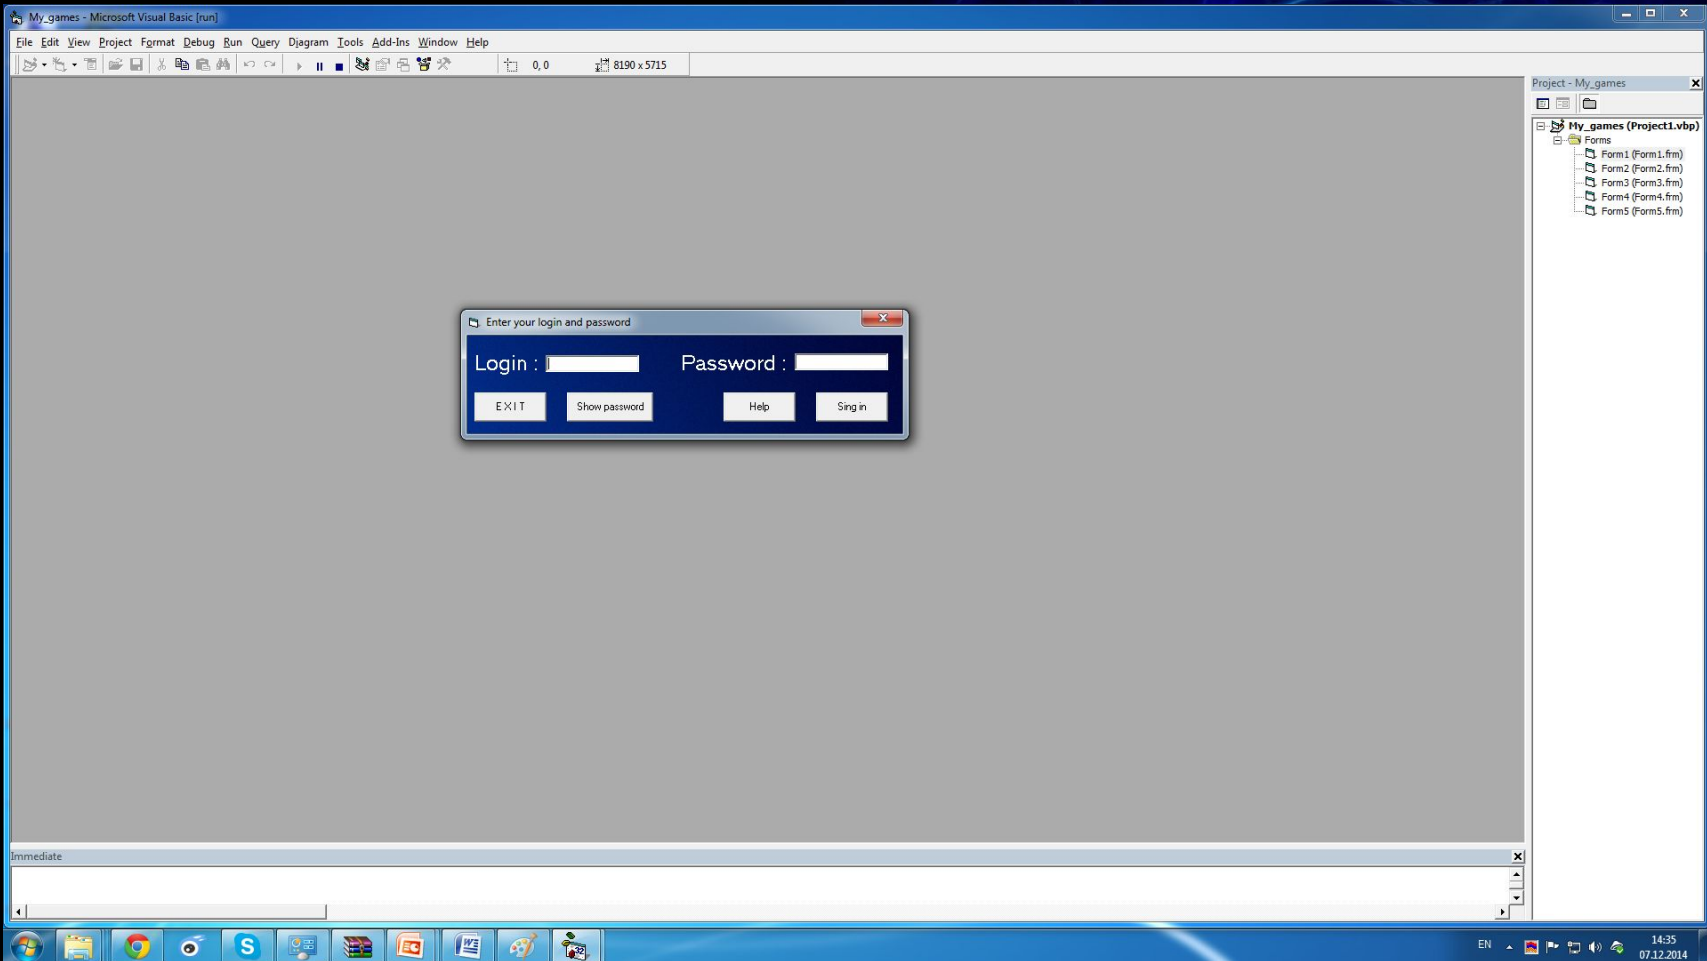 My_games - Microsoft Visual Basic [run]
File Edit View Project Format Debug Run Query Diagram Tools Add-Ins Window Help
0, 0 8190 x 5715
Project - My_games
My_games (Project1.vbp)
Forms
Form1 (Form1.frm)
Form2 (Form2.frm)
Form3 (Form3.frm)
Form4 (Form4.frm)
Form5 (Form5.frm)
Enter your login and password
Login : Password :
EXIT Show password Help Sing in
Immediate
EN 14:35
07.12.2014